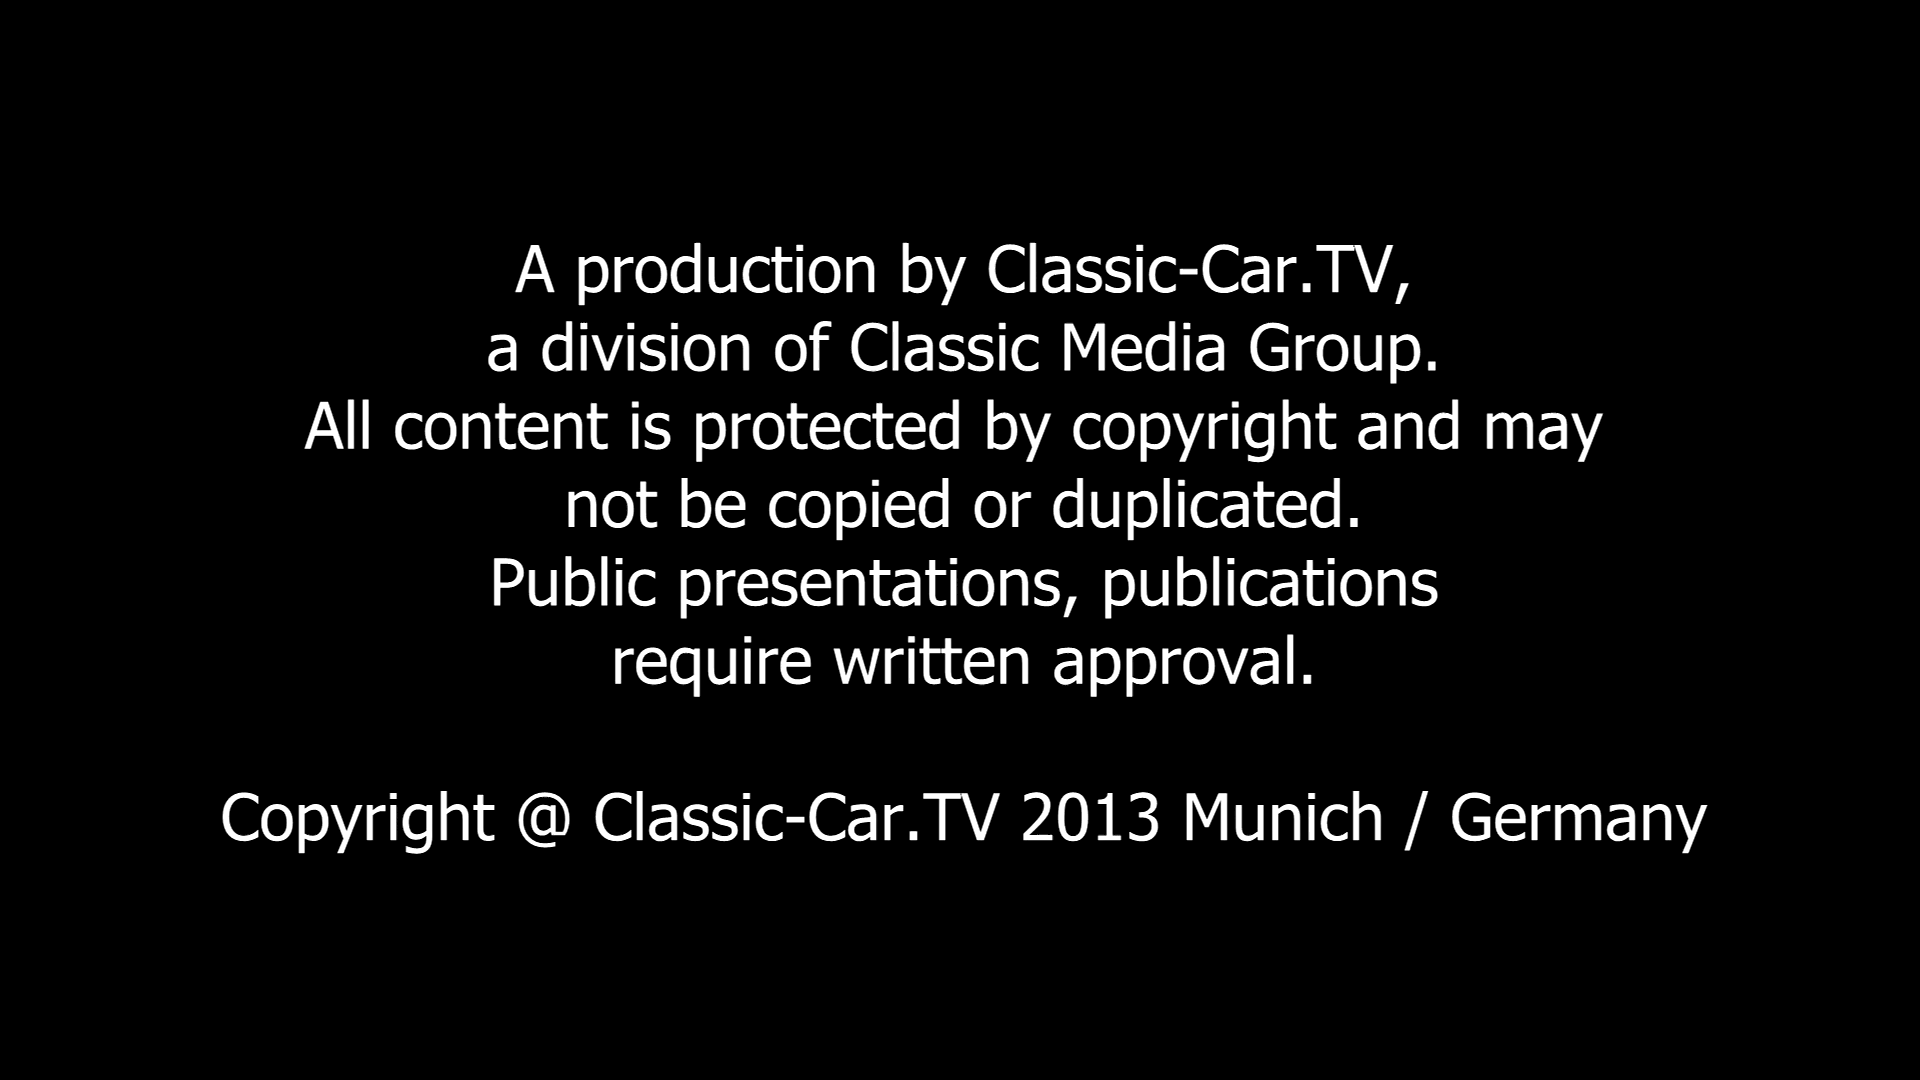 A production by Classic-Car.TV,
a division of Classic Media Group.
All content is protected by copyright and may
not be copied or duplicated.
Public presentations, publications
require written approval.
Copyright @ Classic-Car.TV 2013 Munich / Germany